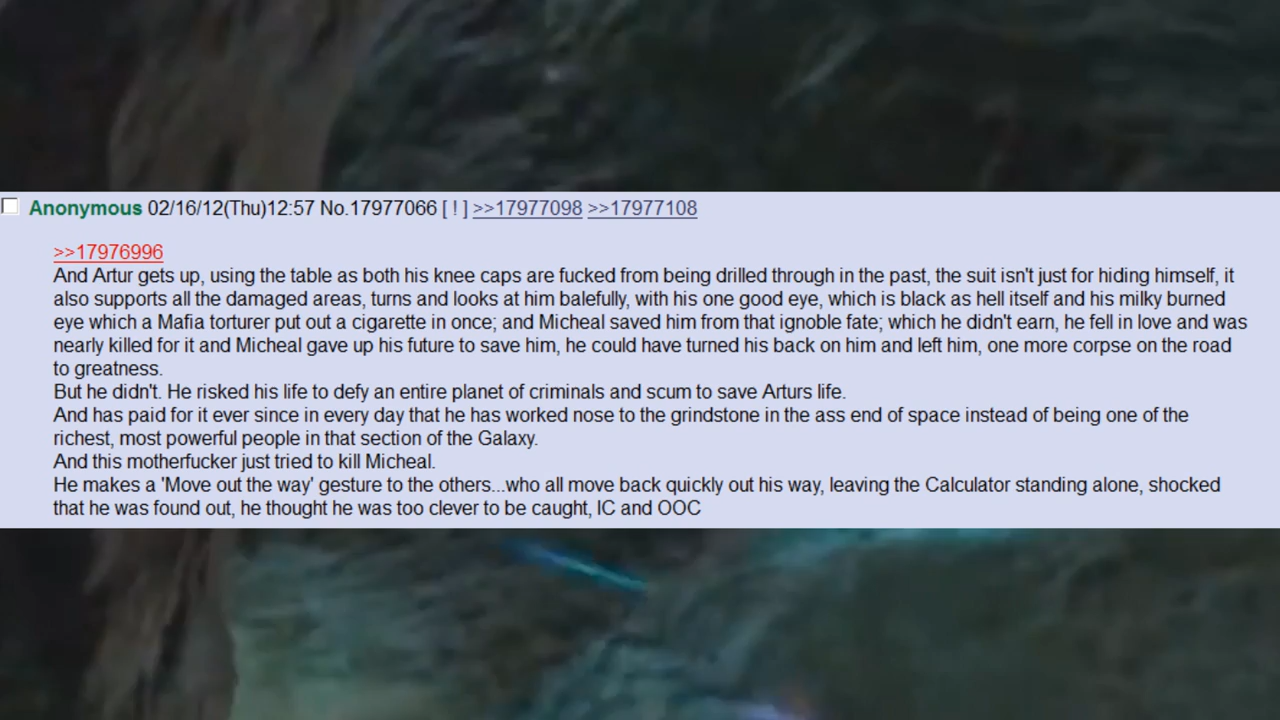 Anonymous 02/16/12(Thu)12:57 No.17977066 [ ! ] >>17977098 >>17977108
>>17976996
And Artur gets up, using the table as both his knee caps are fucked from being drilled through in the past, the suit isn't just for hiding himself, it
also supports all the damaged areas, turns and looks at him balefully, with his one good eye, which is black as hell itself and his milky burned
eye which a Mafia torturer put out a cigarette in once; and Micheal saved him from that ignoble fate; which he didn't earn, he fell in love and was
nearly killed for it and Micheal gave up his future to save him, he could have turned his back on him and left him, one more corpse on the road
to greatness.
But he didn't. He risked his life to defy an entire planet of criminals and scum to save Arturs life.
And has paid for it ever since in every day that he has worked nose to the grindstone in the ass end of space instead of being one of the
richest, most powerful people in that section of the Galaxy.
And this motherfucker just tried to kill Micheal.
He makes a 'Move out the way' gesture to the others...who all move back quickly out his way, leaving the Calculator standing alone, shocked
that he was found out, he thought he was too clever to be caught, IC and OOC